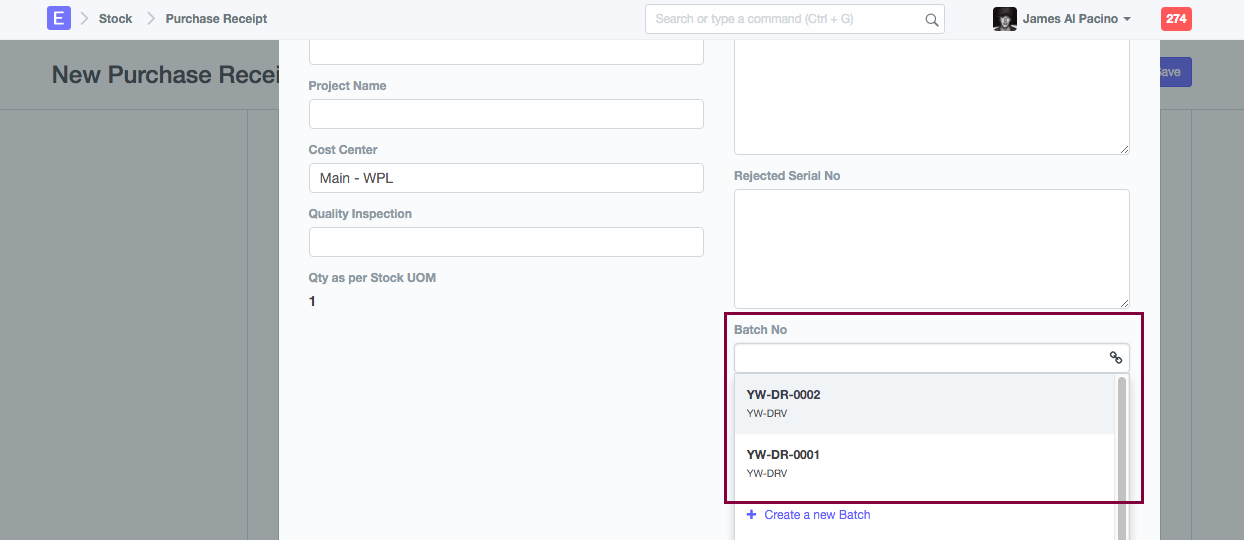 E Stock Purchase Receipt Search or type a command (Ctrl + G) James Al Pacino 274
New Purchase Recei
ave
Project Name
Cost Center
Main - WPL
Quality Inspection
Qty as per Stock UOM
1
Rejected Serial No
Batch No
YW-DR-0002
YW-DRV
YW-DR-0001
YW-DRV
+ Create a new Batch